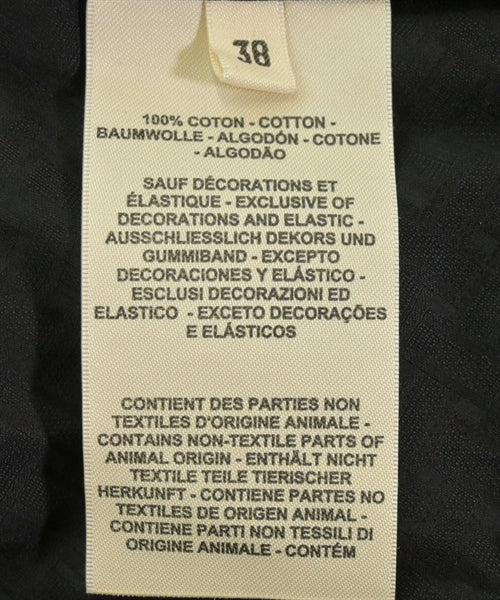 38
100% COTON - COTTON -
BAUMWOLLE - ALGODÓN - COTONE
- ALGODÃO
SAUF DÉCORATIONS ET
ÉLASTIQUE - EXCLUSIVE OF
DECORATIONS AND ELASTIC -
AUSSCHLIESSLICH DEKORS UND
GUMMIBAND - EXCEPTO
DECORACIONES Y ELÁSTICO -
ESCLUSI DECORAZIONI ED
ELASTICO - EXCETO DECORAÇÕES
E ELÁSTICOS
CONTIENT DES PARTIES NON
TEXTILES D'ORIGINE ANIMALE -
CONTAINS NON-TEXTILE PARTS OF
ANIMAL ORIGIN - ENTHÄLT NICHT
TEXTILE TEILE TIERISCHER
HERKUNFT - CONTIENE PARTES NO
TEXTILES DE ORIGEN ANIMAL -
CONTIENE PARTI NON TESSILI DI
ORIGINE ANIMALE - CONTÉM